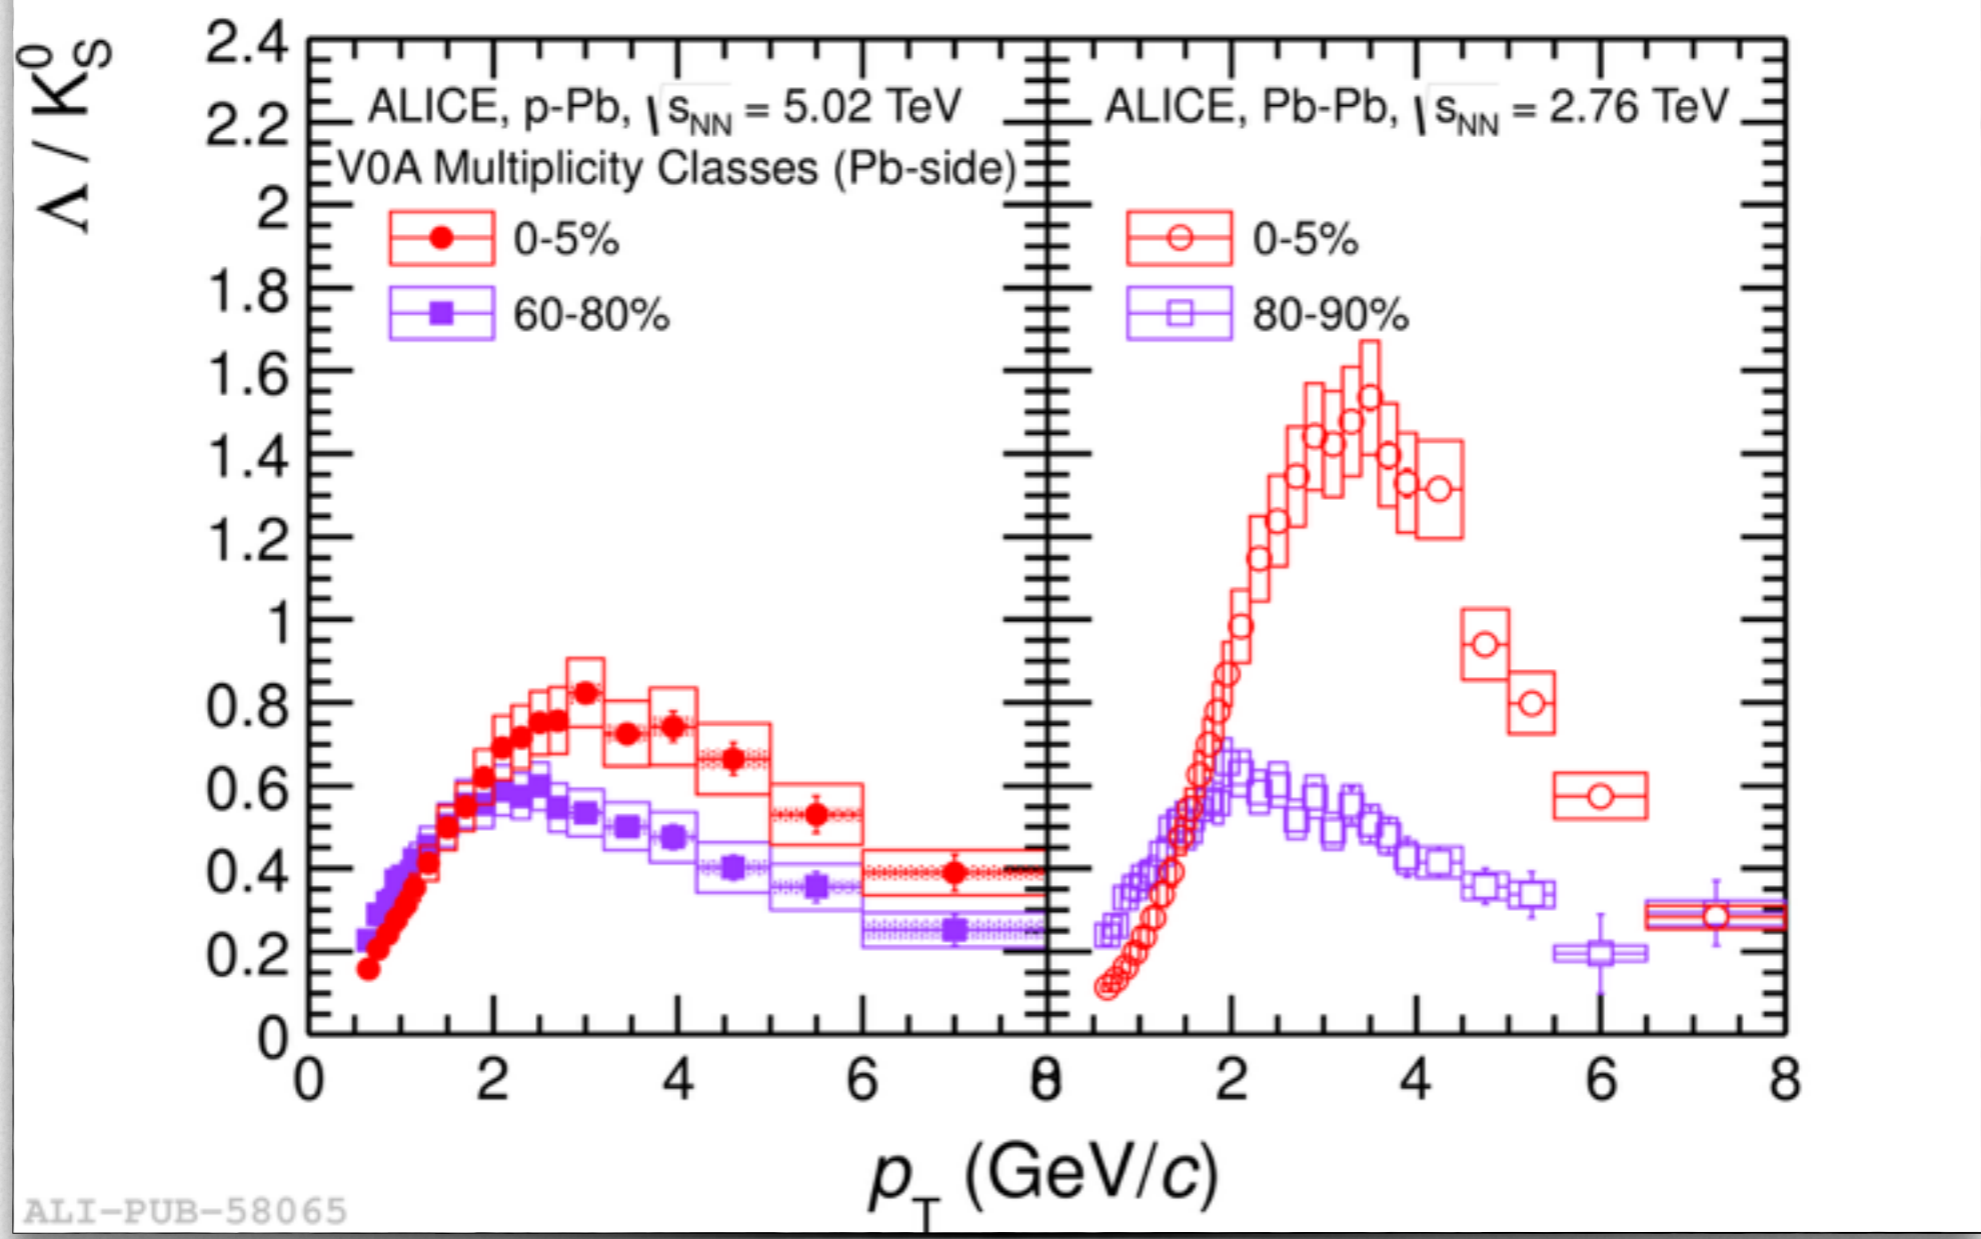 Λ / K⁰S
2.4
2.2
2
1.8
1.6
1.4
1.2
1
0.8
0.6
0.4
0.2
0
ALICE, p-Pb, √sNN = 5.02 TeV
V0A Multiplicity Classes (Pb-side)
0-5%
60-80%
ALICE, Pb-Pb, √sNN = 2.76 TeV
0-5%
80-90%
0 2 4 6 8
0 2 4 6 8
pT (GeV/c)
ALI-PUB-58065